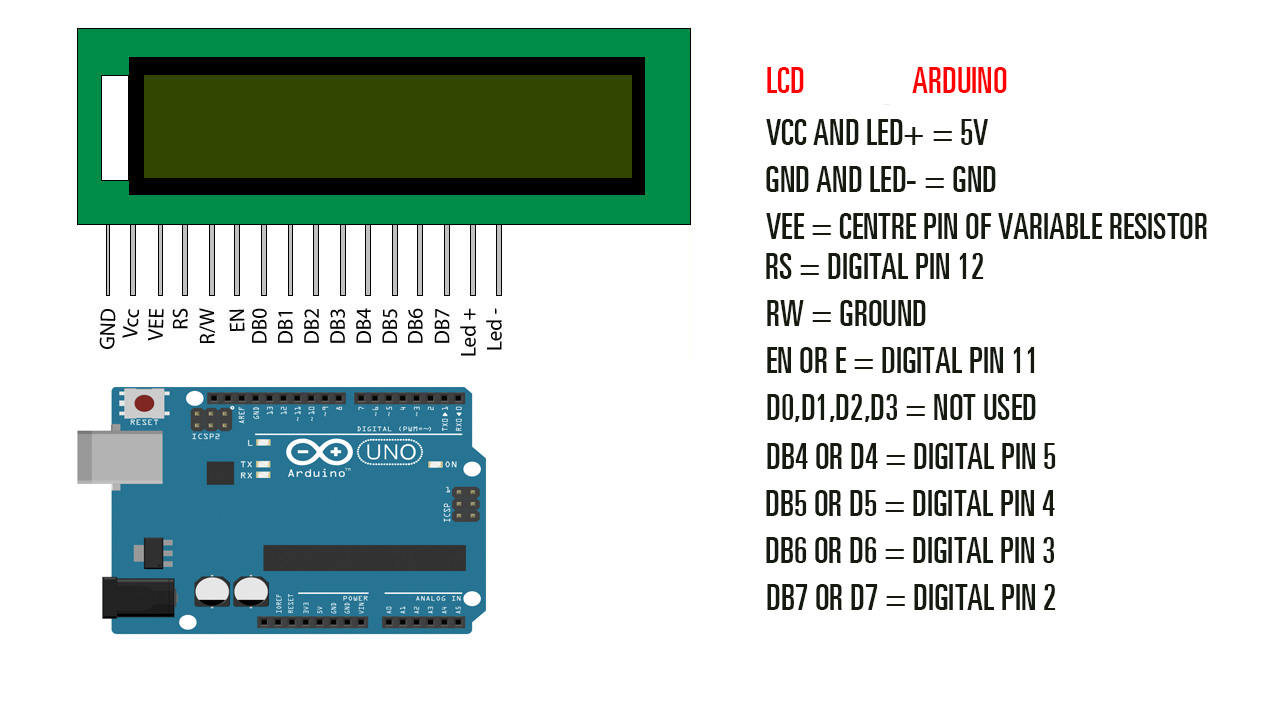 LCD ARDUINO
VCC AND LED+ = 5V
GND AND LED- = GND
VEE = CENTRE PIN OF VARIABLE RESISTOR
RS = DIGITAL PIN 12
RW = GROUND
EN OR E = DIGITAL PIN 11
D0,D1,D2,D3 = NOT USED
DB4 OR D4 = DIGITAL PIN 5
DB5 OR D5 = DIGITAL PIN 4
DB6 OR D6 = DIGITAL PIN 3
DB7 OR D7 = DIGITAL PIN 2
GND Vcc VEE RS R/W EN DB0 DB1 DB2 DB3 DB4 DB5 DB6 DB7 Led + Led -
RESET
ICSP2
AREF GND 13 12 ~11 ~10 ~9 8 7 ~6 ~5 4 ~3 2 TXD▶1 RXD◀0
DIGITAL (PWM=~)
L
TX
RX
Arduino™
UNO
ON
1
ICSP
POWER ANALOG IN
IOREF RESET 3V3 5V GND GND VIN A0 A1 A2 A3 A4 A5